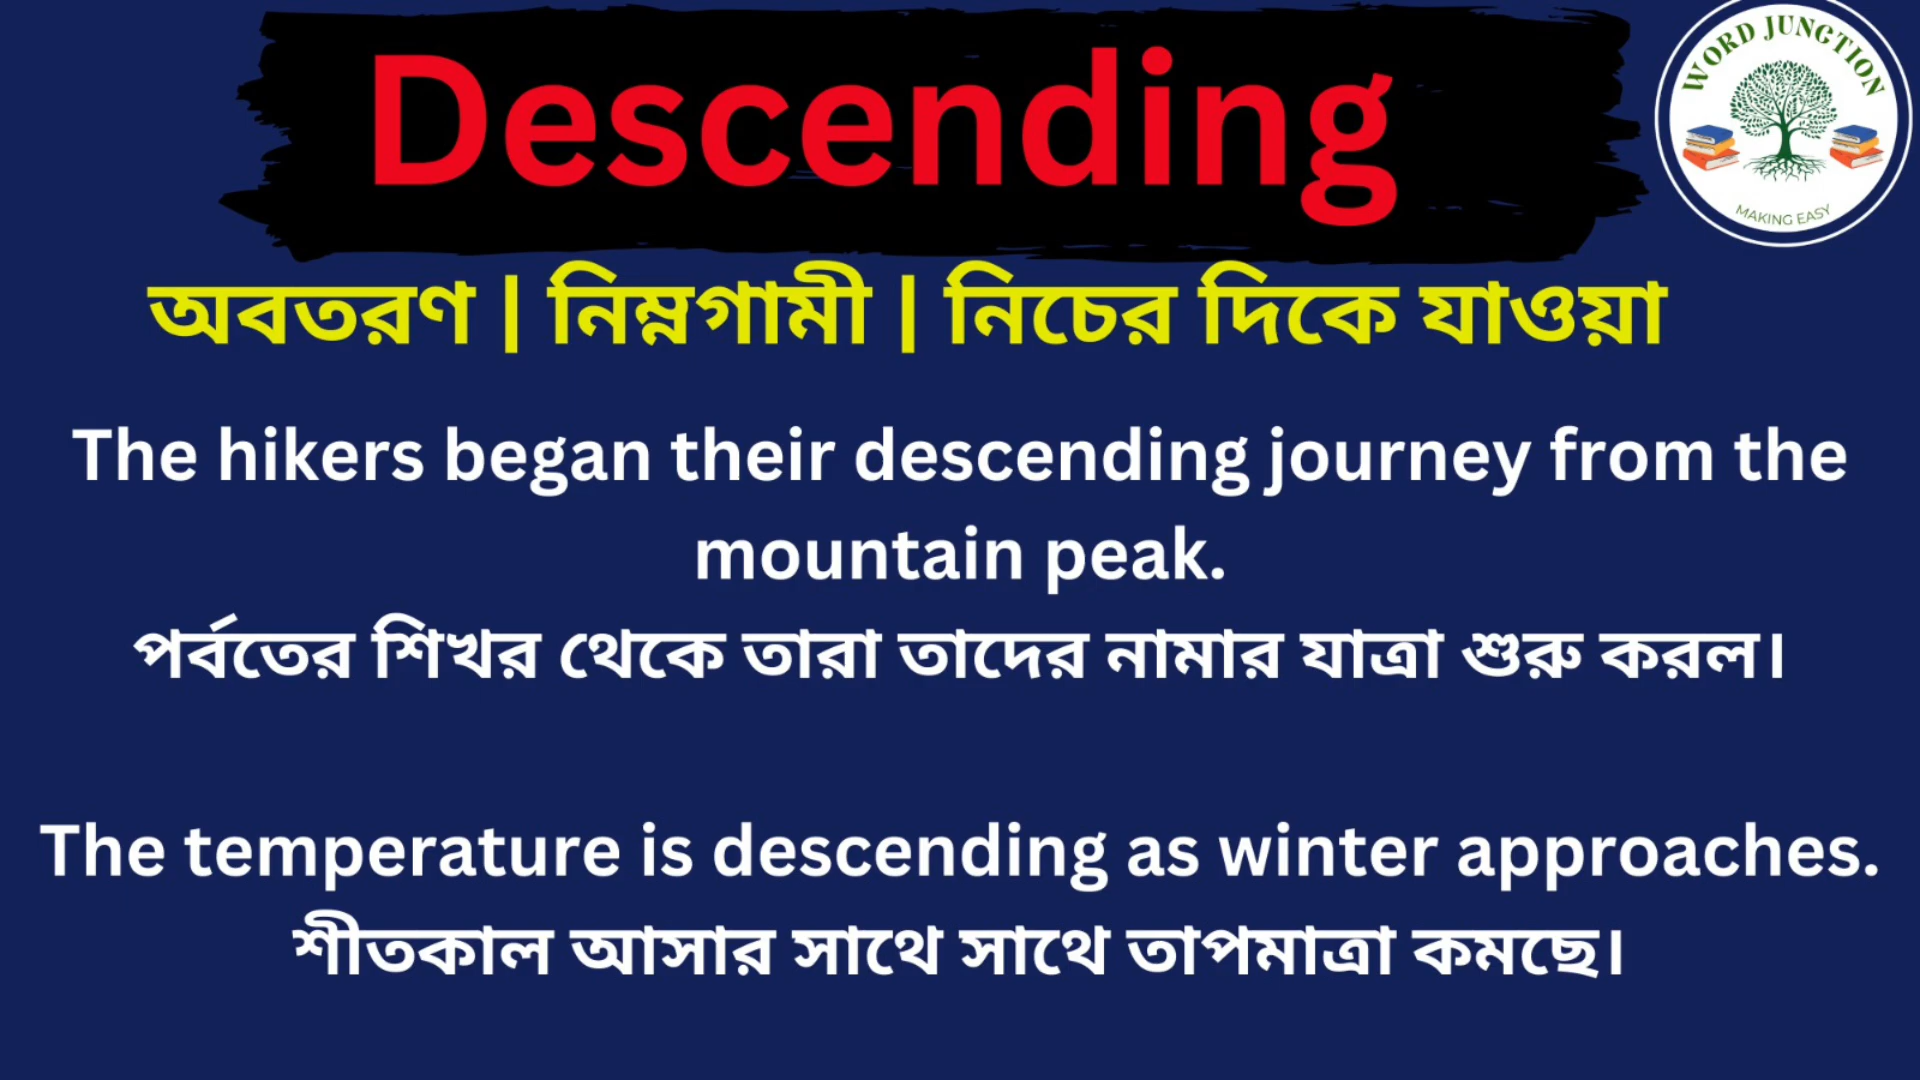 Descending
WORD JUNCTION
MAKING EASY
অবতরণ | নিম্নগামী | নিচের দিকে যাওয়া
The hikers began their descending journey from the
mountain peak.
পর্বতের শিখর থেকে তারা তাদের নামার যাত্রা শুরু করল।
The temperature is descending as winter approaches.
শীতকাল আসার সাথে সাথে তাপমাত্রা কমছে।